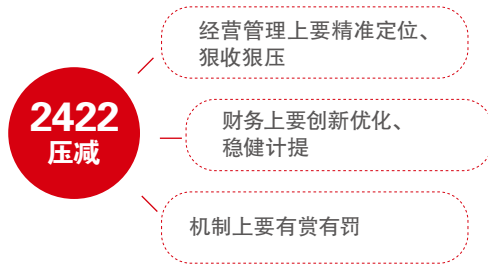 2422
压减
经营管理上要精准定位、
狠收狠压
财务上要创新优化、
稳健计提
机制上要有赏有罚